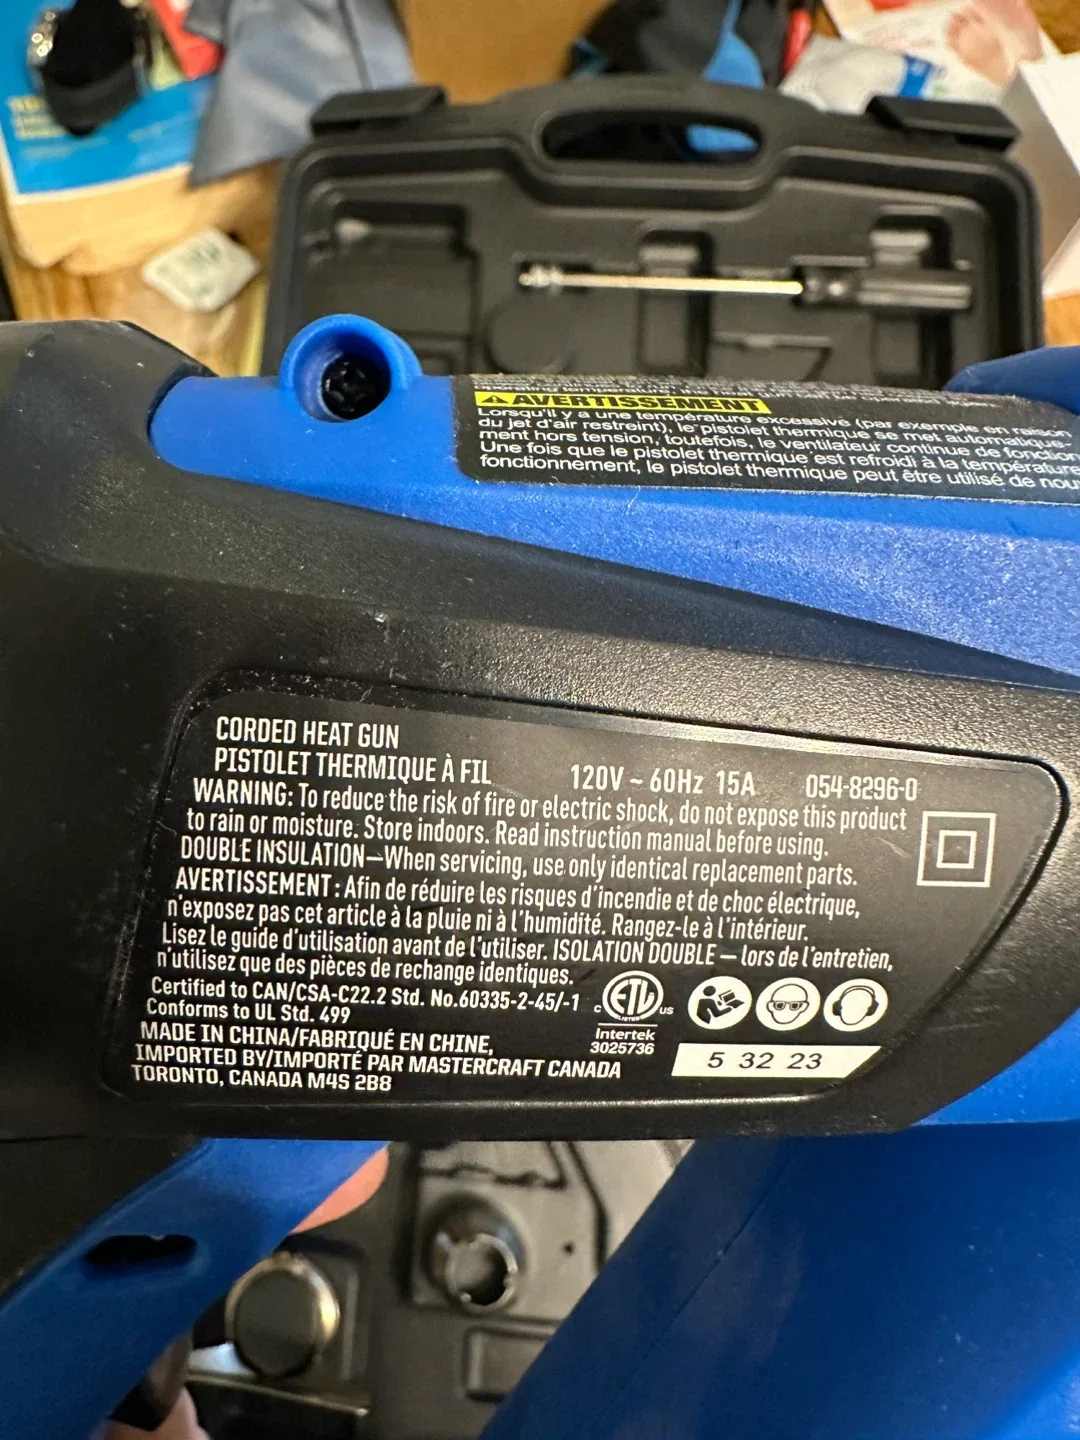 AVERTISSEMENT
Lorsqu'il y a une température excessive (par exemple en raison
du jet d'air restreint), le pistolet thermique se met automatique-
ment hors tension, toutefois, le ventilateur continue de fonction
Une fois que le pistolet thermique est refroidi à la température
fonctionnement, le pistolet thermique peut être utilisé de nou
CORDED HEAT GUN
PISTOLET THERMIQUE À FIL 120V ~ 60Hz 15A 054-8296-0
WARNING: To reduce the risk of fire or electric shock, do not expose this product
to rain or moisture. Store indoors. Read instruction manual before using.
DOUBLE INSULATION—When servicing, use only identical replacement parts.
AVERTISSEMENT : Afin de réduire les risques d'incendie et de choc électrique,
n'exposez pas cet article à la pluie ni à l'humidité. Rangez-le à l'intérieur.
Lisez le guide d'utilisation avant de l'utiliser. ISOLATION DOUBLE — lors de l'entretien,
n'utilisez que des pièces de rechange identiques.
Certified to CAN/CSA-C22.2 Std. No.60335-2-45/-1
Conforms to UL Std. 499
MADE IN CHINA/FABRIQUÉ EN CHINE,
IMPORTED BY/IMPORTÉ PAR MASTERCRAFT CANADA
TORONTO, CANADA M4S 2B8
c ETL us
LISTED
Intertek
3025736
5 32 23